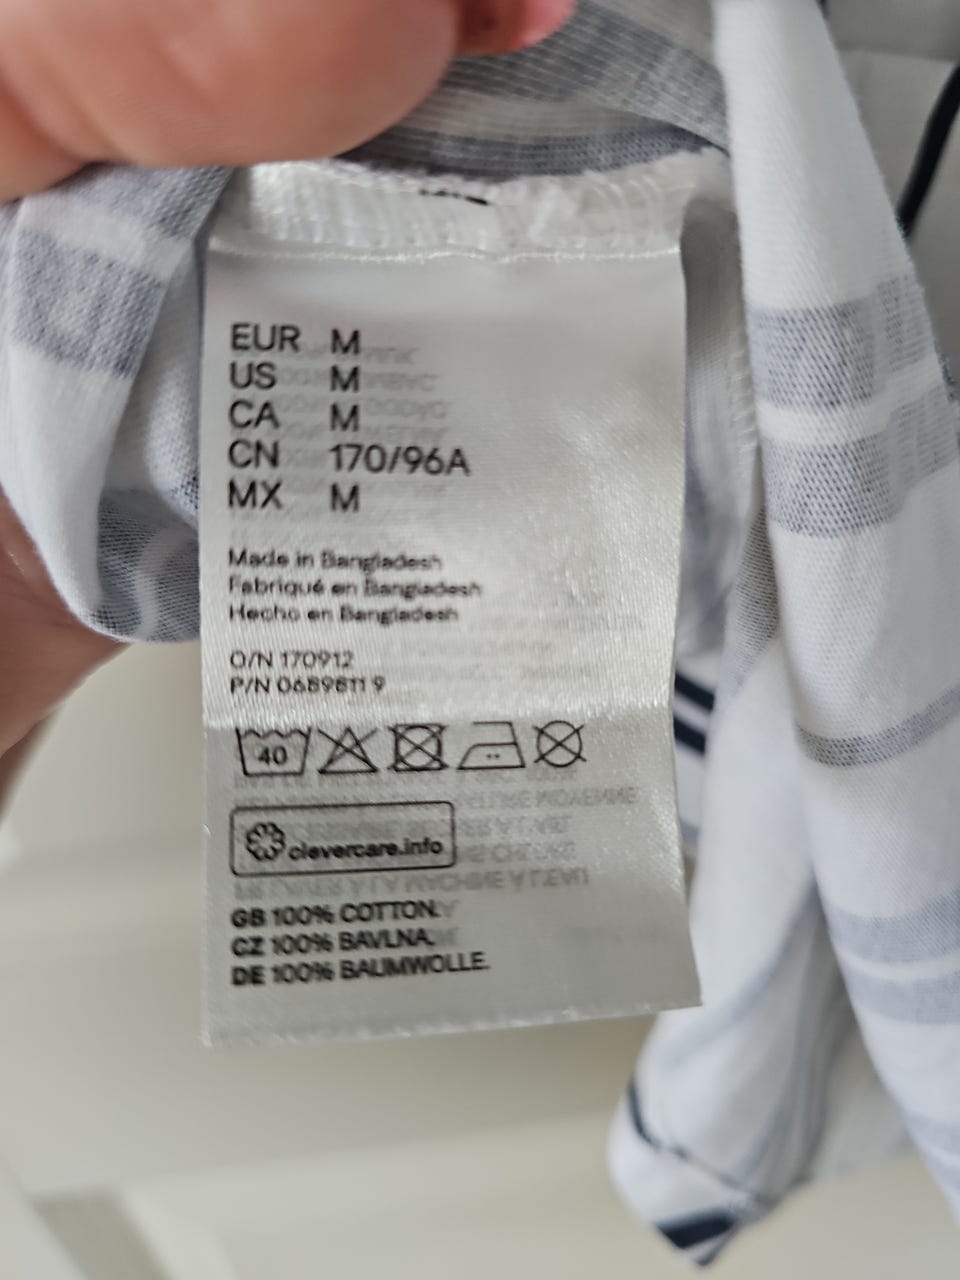 EUR M
US M
CA M
CN 170/96A
MX M
Made in Bangladesh
Fabriqué en Bangladesh
Hecho en Bangladesh
O/N 170912
P/N 0689811 9
40
clevercare.info
GB 100% COTTON.
CZ 100% BAVLNA.
DE 100% BAUMWOLLE.